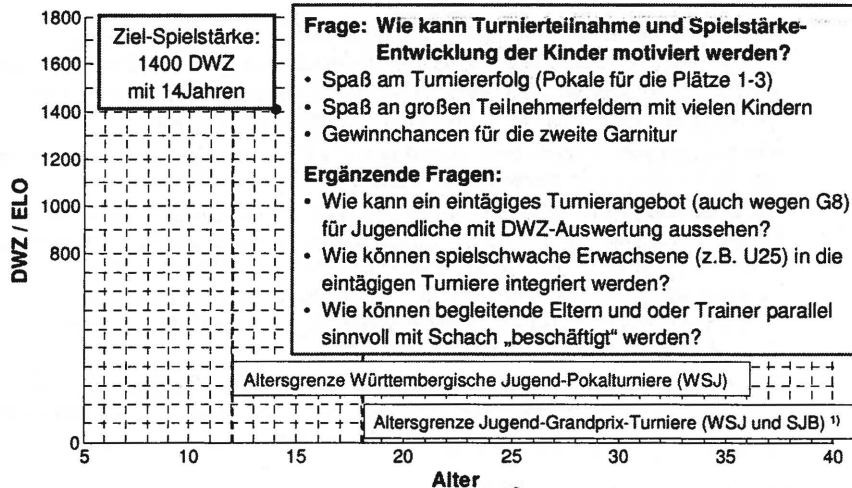 1800
1600
1400
1200
1000
800
0
DWZ / ELO
Ziel-Spielstärke:
1400 DWZ
mit 14Jahren
Frage: Wie kann Turnierteilnahme und Spielstärke-
Entwicklung der Kinder motiviert werden?
• Spaß am Turniererfolg (Pokale für die Plätze 1-3)
• Spaß an großen Teilnehmerfeldern mit vielen Kindern
• Gewinnchancen für die zweite Garnitur
Ergänzende Fragen:
• Wie kann ein eintägiges Turnierangebot (auch wegen G8)
für Jugendliche mit DWZ-Auswertung aussehen?
• Wie können spielschwache Erwachsene (z.B. U25) in die
eintägigen Turniere integriert werden?
• Wie können begleitende Eltern und oder Trainer parallel
sinnvoll mit Schach „beschäftigt“ werden?
Altersgrenze Württembergische Jugend-Pokalturniere (WSJ)
Altersgrenze Jugend-Grandprix-Turniere (WSJ und SJB) ¹⁾
5 10 15 20 25 30 35 40
Alter